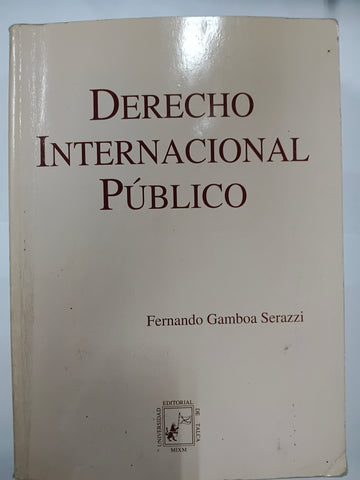 DERECHO
INTERNACIONAL
PÚBLICO
Fernando Gamboa Serazzi
EDITORIAL
UNIVERSIDAD
DE TALCA
MIXM